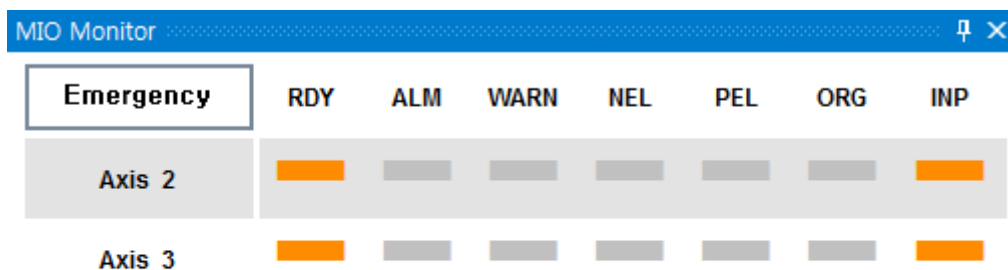 MIO Monitor
Emergency RDY ALM WARN NEL PEL ORG INP
Axis 2
Axis 3